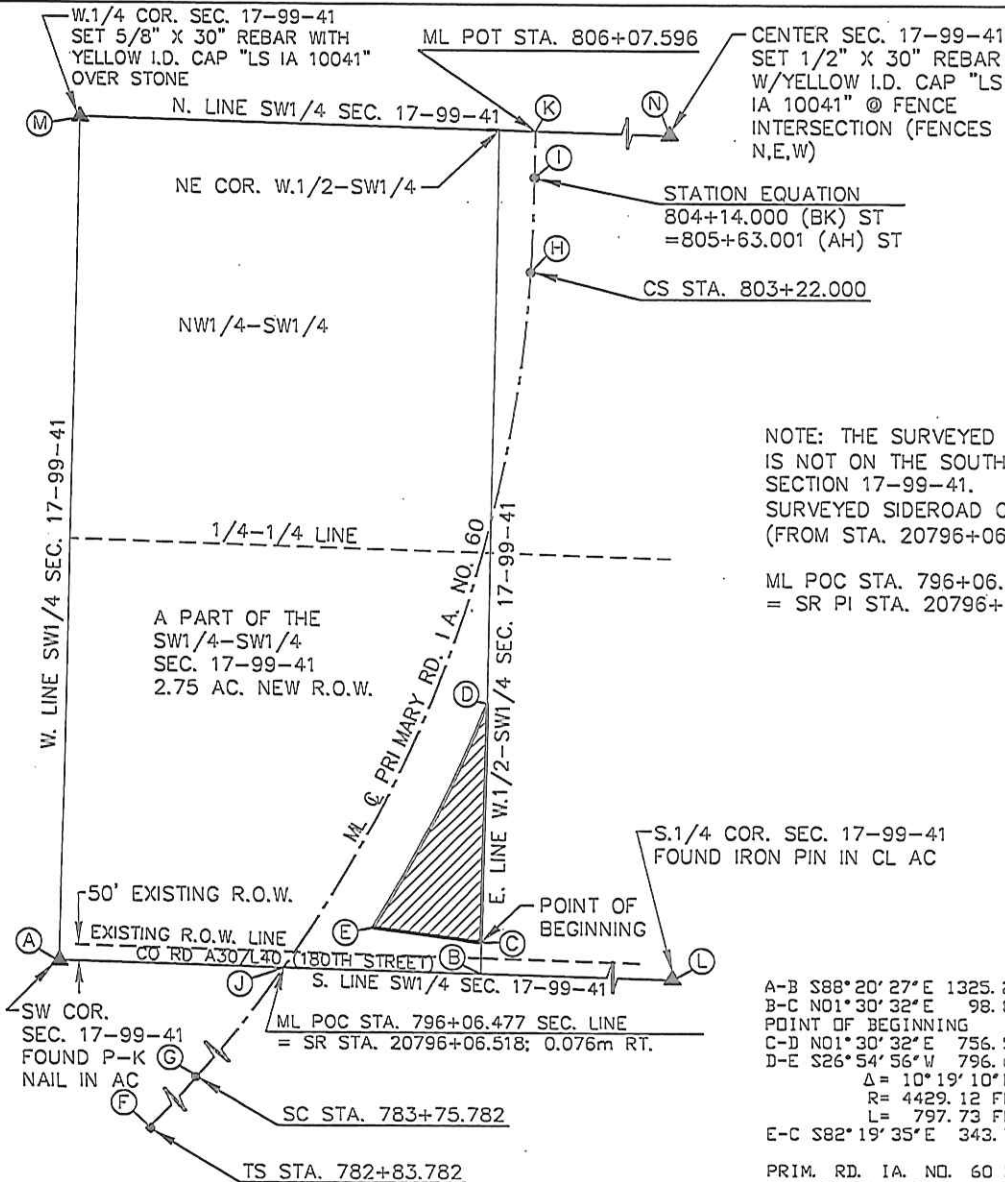 W.1/4 COR. SEC. 17-99-41
SET 5/8" X 30" REBAR WITH
YELLOW I.D. CAP "LS IA 10041"
OVER STONE
ML POT STA. 806+07.596
CENTER SEC. 17-99-41
SET 1/2" X 30" REBAR
W/YELLOW I.D. CAP "LS
IA 10041" @ FENCE
INTERSECTION (FENCES
N,E,W)
M
N. LINE SW1/4 SEC. 17-99-41
K
N
NE COR. W.1/2-SW1/4
I
STATION EQUATION
804+14.000 (BK) ST
=805+63.001 (AH) ST
H
CS STA. 803+22.000
NW1/4-SW1/4
W. LINE SW1/4 SEC. 17-99-41
NOTE: THE SURVEYED
IS NOT ON THE SOUTH
SECTION 17-99-41.
SURVEYED SIDEROAD
(FROM STA. 20796+06
ML POC STA. 796+06.
= SR PI STA. 20796+
1/4-1/4 LINE
ML ℄ PRIMARY RD. IA. NO. 60
E. LINE W.1/2-SW1/4 SEC. 17-99-41
A PART OF THE
SW1/4-SW1/4
SEC. 17-99-41
2.75 AC. NEW R.O.W.
D
S.1/4 COR. SEC. 17-99-41
FOUND IRON PIN IN CL AC
50' EXISTING R.O.W.
E
POINT OF
BEGINNING
C
A
EXISTING R.O.W. LINE
CO RD A30/L40 (180TH STREET)
B
L
J
S. LINE SW1/4 SEC. 17-99-41
SW COR.
SEC. 17-99-41
FOUND P-K
NAIL IN AC
ML POC STA. 796+06.477 SEC. LINE
= SR STA. 20796+06.518; 0.076m RT.
G
F
SC STA. 783+75.782
TS STA. 782+83.782
A-B S88°20'27"E 1325.
B-C N01°30'32"E 98.
POINT OF BEGINNING
C-D N01°30'32"E 756.
D-E S26°54'56"W 796.
Δ= 10°19'10"
R= 4429.12
L= 797.73
E-C S82°19'35"E 343.
PRIM. RD. IA. NO. 60